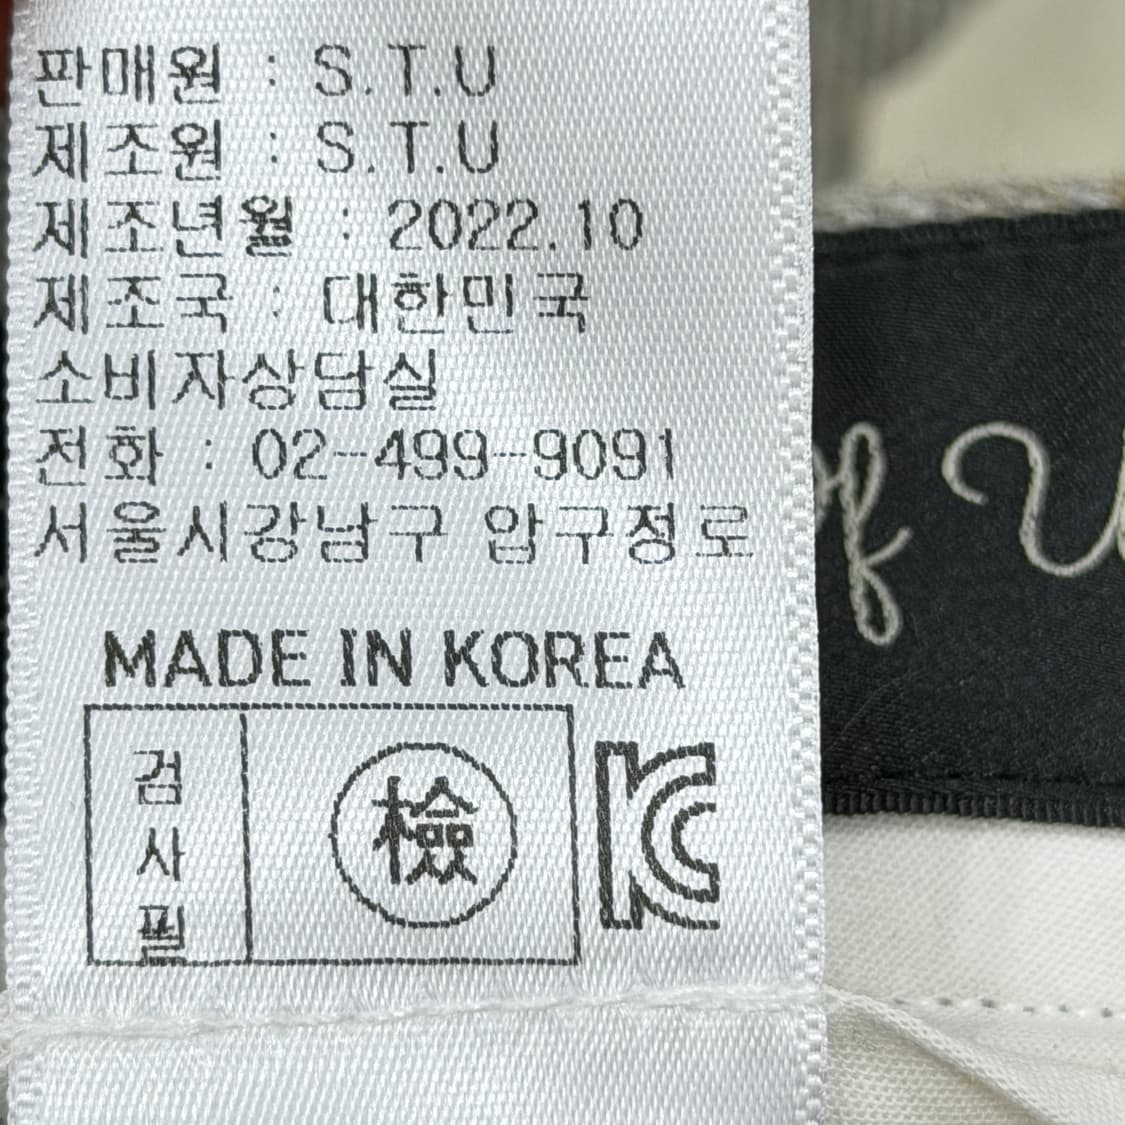 판매원 : S.T.U
제조원 : S.T.U
제조년월 : 2022.10
제조국 : 대한민국
소비자상담실
전화 : 02-499-9091
서울시강남구 압구정로
MADE IN KOREA
검
사
필
檢
KC
of